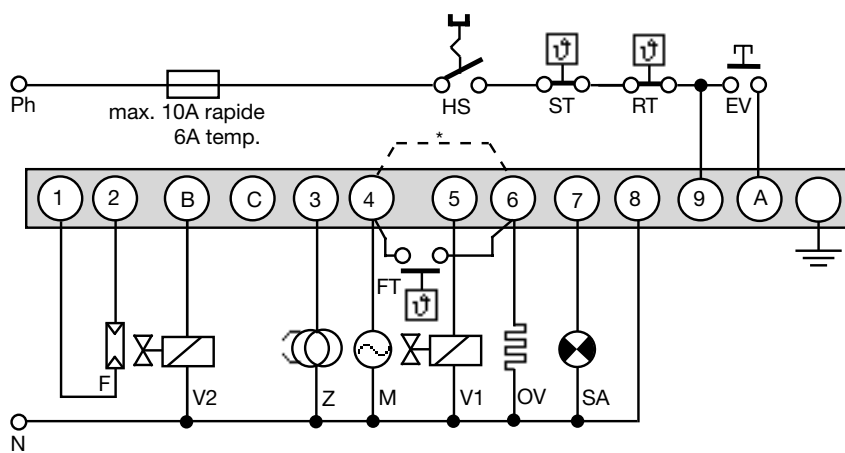 ϑ ϑ
Ph
max. 10A rapide
6A temp.
HS ST RT EV
*
1 2 B C 3 4 5 6 7 8 9 A
FT
ϑ
F V2 Z M V1 OV SA
N